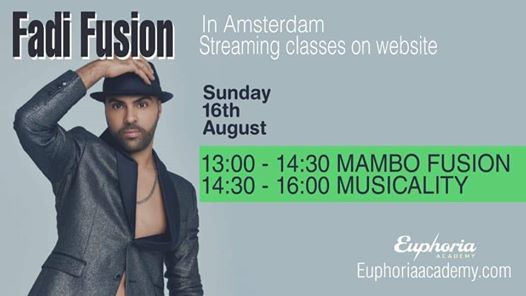 Fadi Fusion
In Amsterdam
Streaming classes on website
Sunday
16th
August
13:00 - 14:30 MAMBO FUSION
14:30 - 16:00 MUSICALITY
Euphoria
ACADEMY
Euphoriaacademy.com